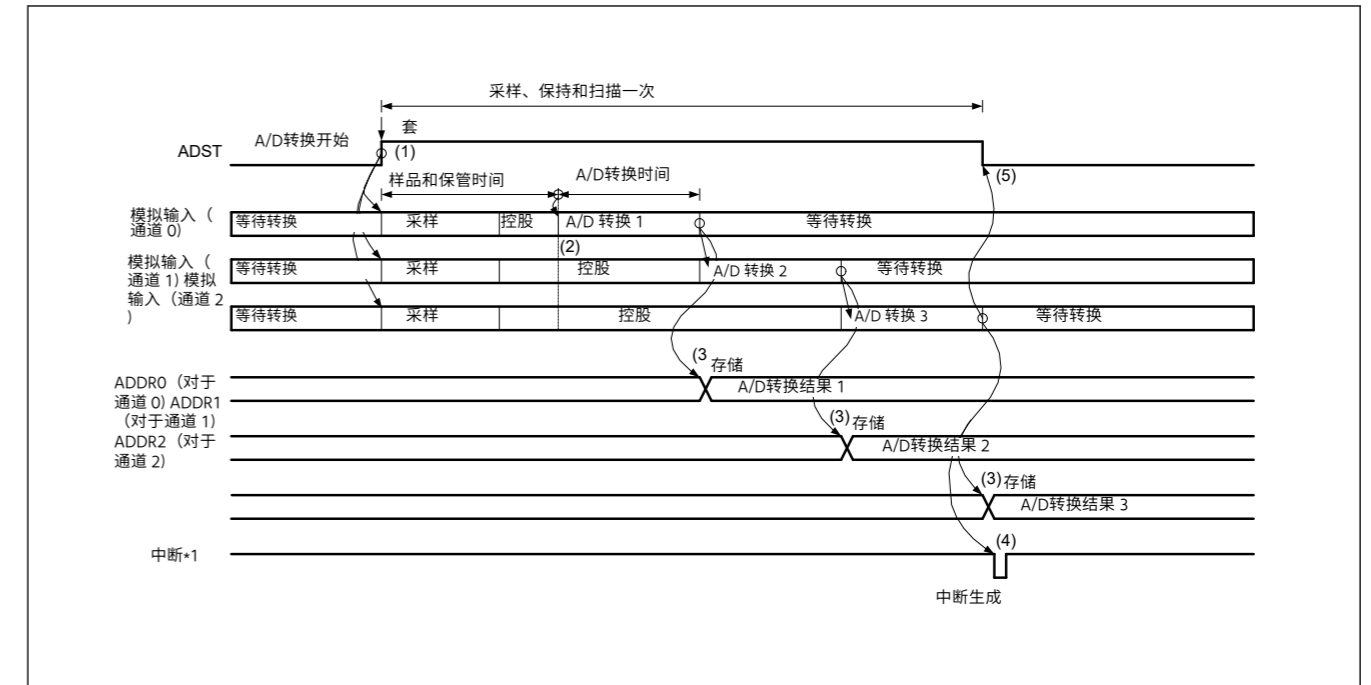 采样、保持和扫描一次
ADST
A/D转换开始
套
(1)
(5)
样品和保管时间
A/D转换时间
模拟输入（
通道 0)
等待转换
采样
控股
A/D 转换 1
等待转换
(2)
模拟输入（
通道 1) 模拟
输入（通道 2
)
等待转换
采样
控股
A/D 转换 2
等待转换
等待转换
采样
控股
A/D 转换 3
等待转换
(3
存储
ADDR0（对于
通道 0) ADDR1
（对于通道 1)
ADDR2（对于
通道 2)
A/D转换结果 1
(3)
存储
A/D转换结果 2
(3)
存储
A/D转换结果 3
中断*1
(4)
中断生成